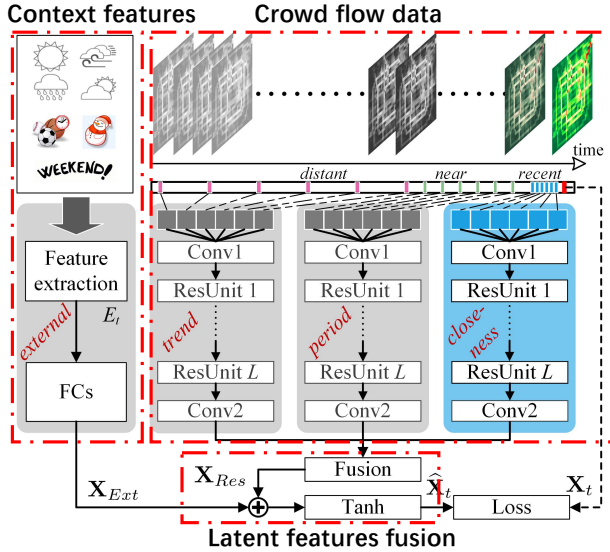 Context features
Crowd flow data
WEEKEND!
time
distant near recent
Feature
extraction
external
E_t
FCs
Conv1
ResUnit 1
trend
ResUnit L
Conv2
Conv1
ResUnit 1
period
ResUnit L
Conv2
Conv1
ResUnit 1
close-
ness
ResUnit L
Conv2
X_Res
Fusion
X_Ext
Tanh
X̂_t
Loss
X_t
Latent features fusion